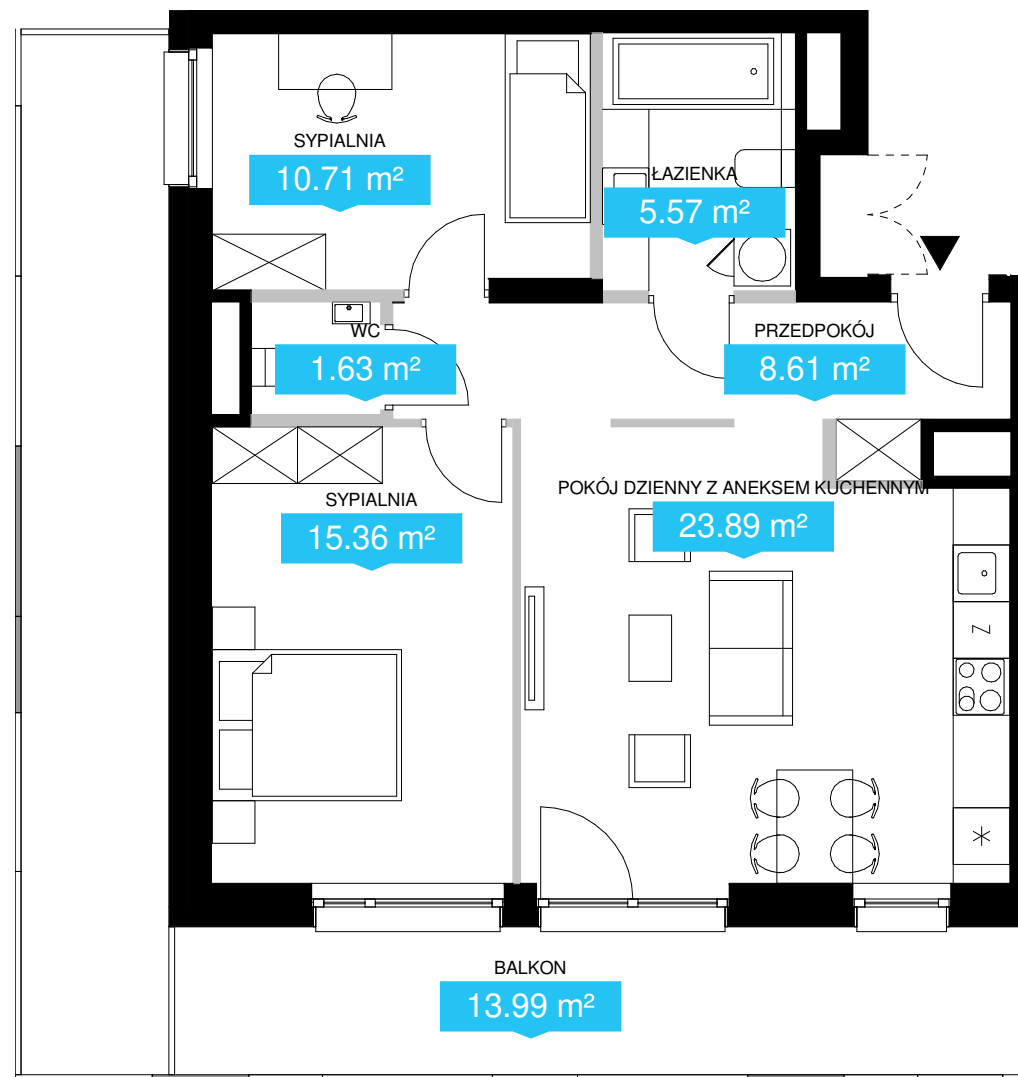 SYPIALNIA
10.71 m²
ŁAZIENKA
5.57 m²
WC
1.63 m²
PRZEDPOKÓJ
8.61 m²
SYPIALNIA
15.36 m²
POKÓJ DZIENNY Z ANEKSEM KUCHENNYM
23.89 m²
Z
BALKON
13.99 m²